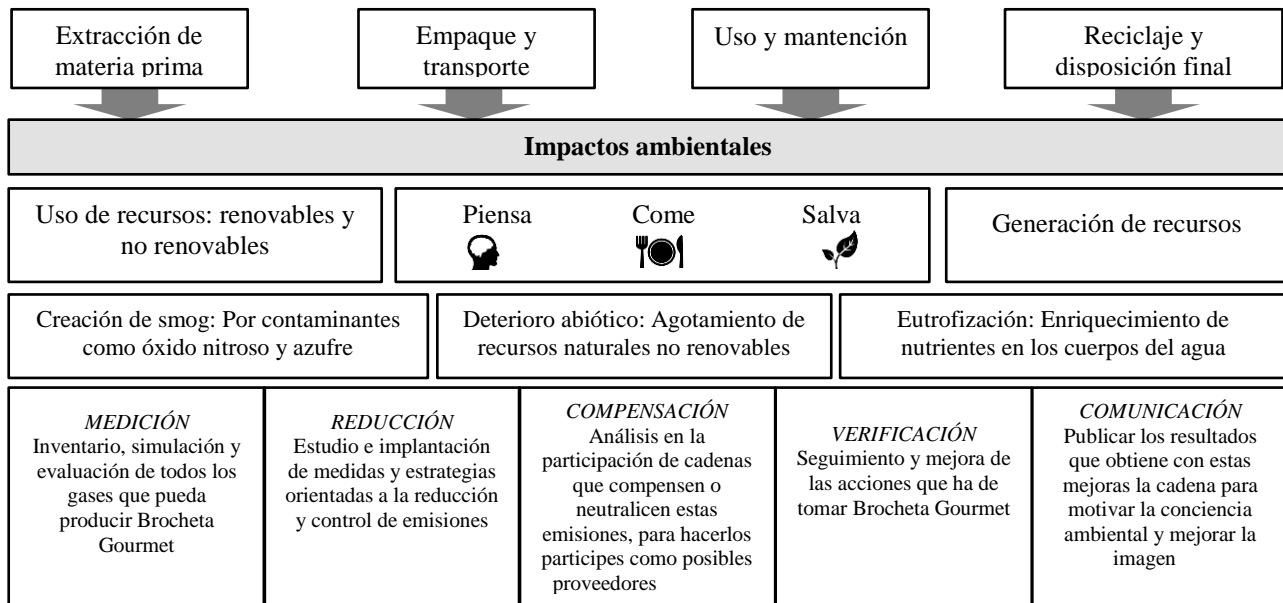 Extracción de
materia prima
Empaque y
transporte
Uso y mantención
Reciclaje y
disposición final
Impactos ambientales
Uso de recursos: renovables y
no renovables
Piensa
Come
Salva
Generación de recursos
Creación de smog: Por contaminantes
como óxido nitroso y azufre
Deterioro abiótico: Agotamiento de
recursos naturales no renovables
Eutrofización: Enriquecimiento de
nutrientes en los cuerpos del agua
MEDICIÓN
Inventario, simulación y
evaluación de todos los
gases que pueda
producir Brocheta
Gourmet
REDUCCIÓN
Estudio e implantación
de medidas y estrategias
orientadas a la reducción
y control de emisiones
COMPENSACIÓN
Análisis en la
participación de cadenas
que compensen o
neutralicen estas
emisiones, para hacerlos
participes como posibles
proveedores
VERIFICACIÓN
Seguimiento y mejora de
las acciones que ha de
tomar Brocheta Gourmet
COMUNICACIÓN
Publicar los resultados
que obtiene con estas
mejoras la cadena para
motivar la conciencia
ambiental y mejorar la
imagen